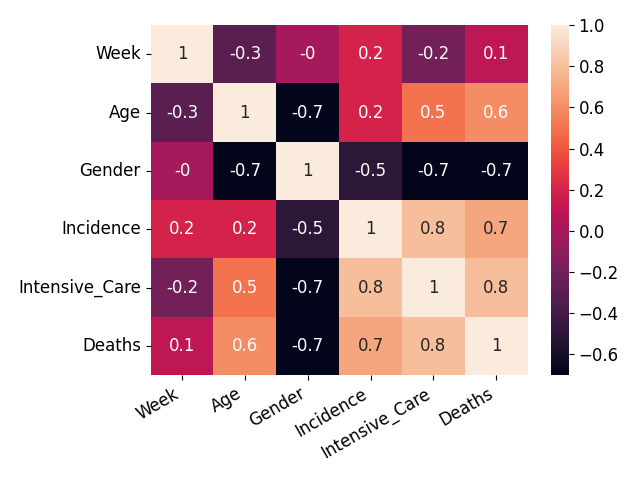 Week 1 -0.3 -0 0.2 -0.2 0.1
Age -0.3 1 -0.7 0.2 0.5 0.6
Gender -0 -0.7 1 -0.5 -0.7 -0.7
Incidence 0.2 0.2 -0.5 1 0.8 0.7
Intensive_Care -0.2 0.5 -0.7 0.8 1 0.8
Deaths 0.1 0.6 -0.7 0.7 0.8 1
Week Age Gender Incidence Intensive_Care Deaths
1.0
0.8
0.6
0.4
0.2
0.0
−0.2
−0.4
−0.6